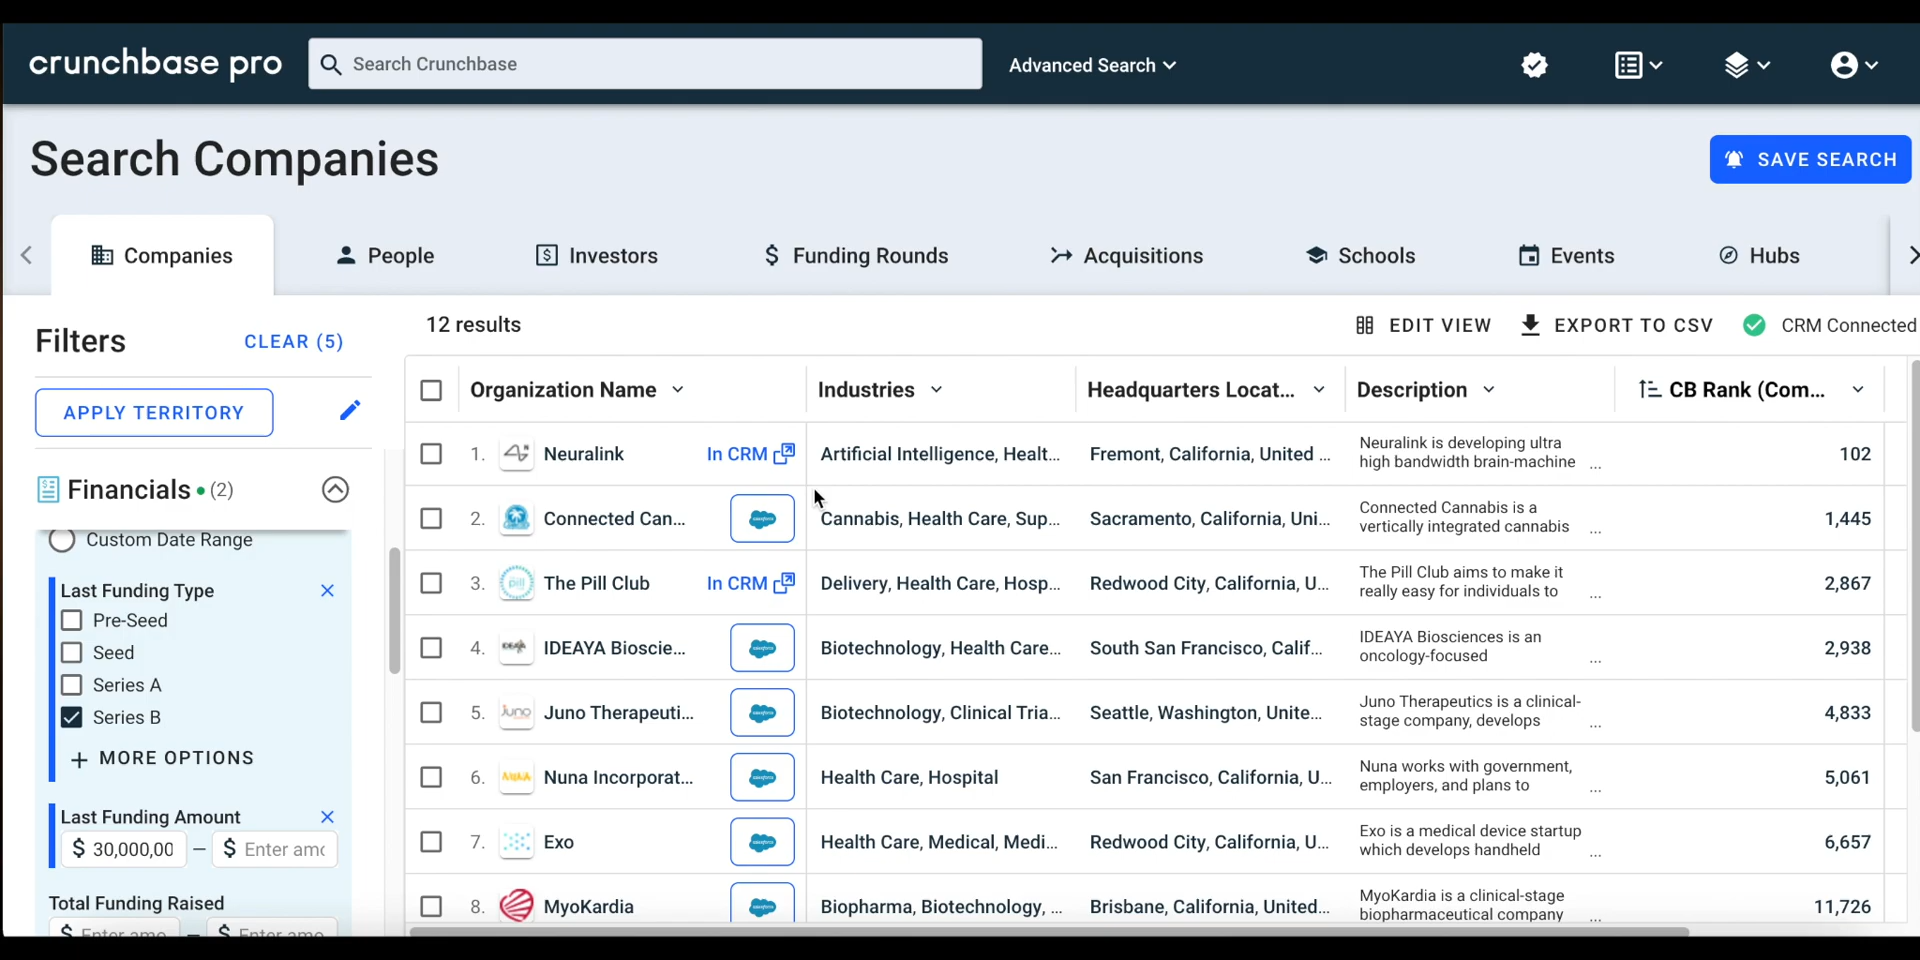 crunchbase pro
Search Crunchbase
Advanced Search
Search Companies
SAVE SEARCH
Companies
People
Investors
$ Funding Rounds
Acquisitions
Schools
Events
Hubs
Filters
CLEAR (5)
12 results
EDIT VIEW
EXPORT TO CSV
CRM Connected
APPLY TERRITORY
Organization Name
Industries
Headquarters Locat...
Description
CB Rank (Com...
Financials • (2)
Custom Date Range
Last Funding Type
Pre-Seed
Seed
Series A
Series B
+ MORE OPTIONS
Last Funding Amount
$ 30,000,00 – $ Enter amo
Total Funding Raised
$ Enter amo – $ Enter amo
1. Neuralink In CRM Artificial Intelligence, Healt... Fremont, California, United ...
Neuralink is developing ultra
high bandwidth brain-machine ...
102
2. Connected Can... Cannabis, Health Care, Sup... Sacramento, California, Uni...
Connected Cannabis is a
vertically integrated cannabis ...
1,445
3. The Pill Club In CRM Delivery, Health Care, Hosp... Redwood City, California, U...
The Pill Club aims to make it
really easy for individuals to ...
2,867
4. IDEAYA Bioscie... Biotechnology, Health Care... South San Francisco, Calif...
IDEAYA Biosciences is an
oncology-focused ...
2,938
5. Juno Therapeuti... Biotechnology, Clinical Tria... Seattle, Washington, Unite...
Juno Therapeutics is a clinical-
stage company, develops ...
4,833
6. Nuna Incorporat... Health Care, Hospital San Francisco, California, U...
Nuna works with government,
employers, and plans to ...
5,061
7. Exo Health Care, Medical, Medi... Redwood City, California, U...
Exo is a medical device startup
which develops handheld ...
6,657
8. MyoKardia Biopharma, Biotechnology, ... Brisbane, California, United...
MyoKardia is a clinical-stage
biopharmaceutical company ...
11,726